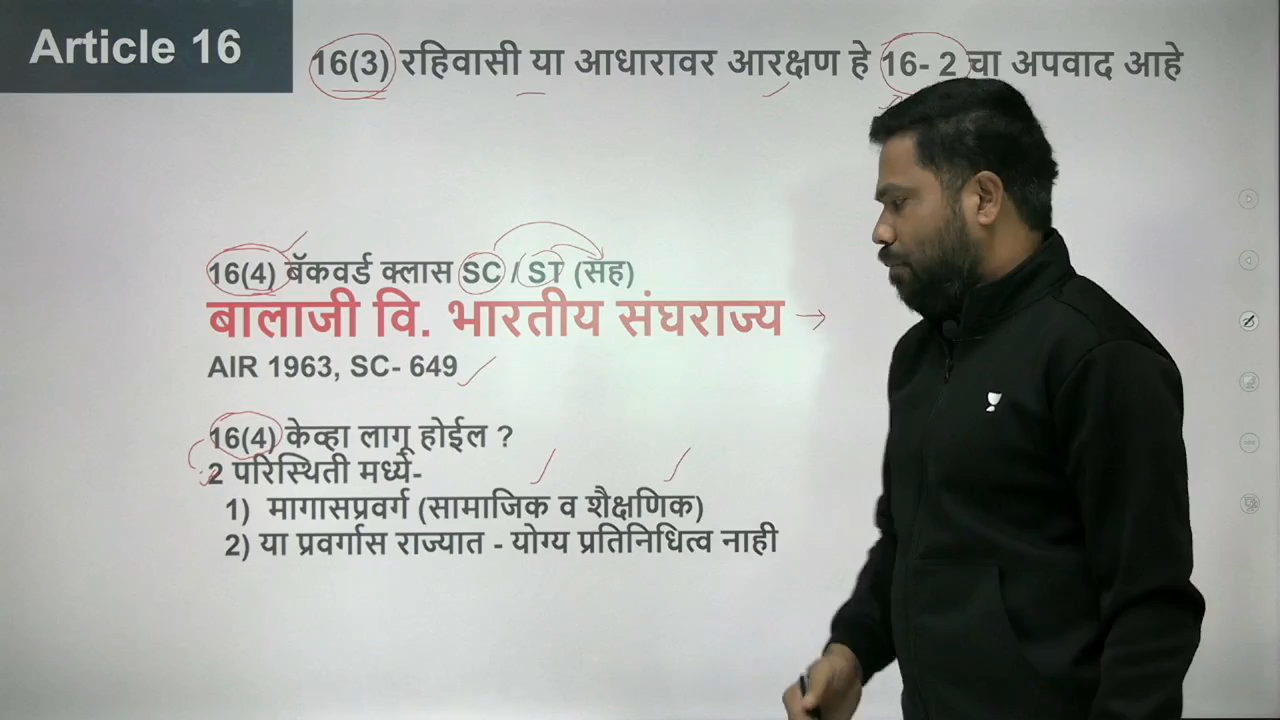 Article 16
16(3) रहिवासी या आधारावर आरक्षण हे 16- 2 चा अपवाद आहे
16(4) बॅकवर्ड क्लास SC / ST (सह)
बालाजी वि. भारतीय संघराज्य
AIR 1963, SC- 649
16(4) केव्हा लागू होईल ?
2 परिस्थिती मध्ये-
1) मागासप्रवर्ग (सामाजिक व शैक्षणिक)
2) या प्रवर्गास राज्यात - योग्य प्रतिनिधित्व नाही